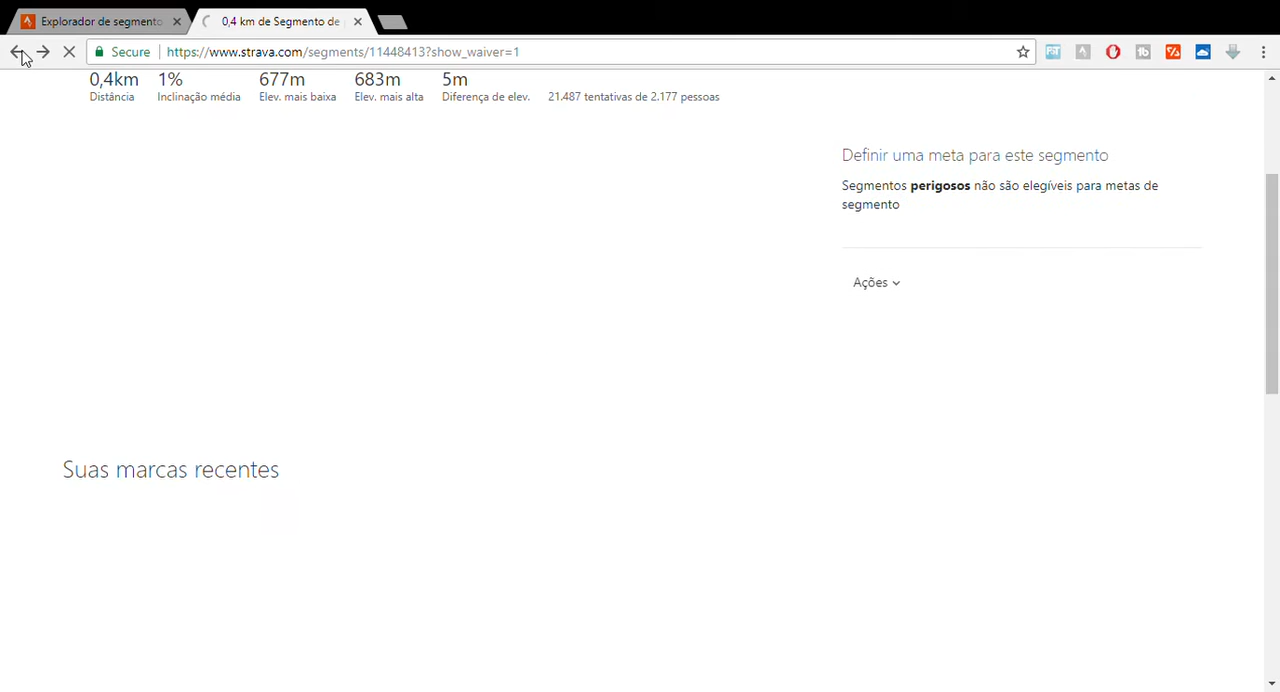 Explorador de segmento
0,4 km de Segmento de
Secure
https://www.strava.com/segments/11448413?show_waiver=1
0,4km 1% 677m 683m 5m
Distância Inclinação média Elev. mais baixa Elev. mais alta Diferença de elev. 21.487 tentativas de 2.177 pessoas
Definir uma meta para este segmento
Segmentos perigosos não são elegíveis para metas de
segmento
Ações
Suas marcas recentes